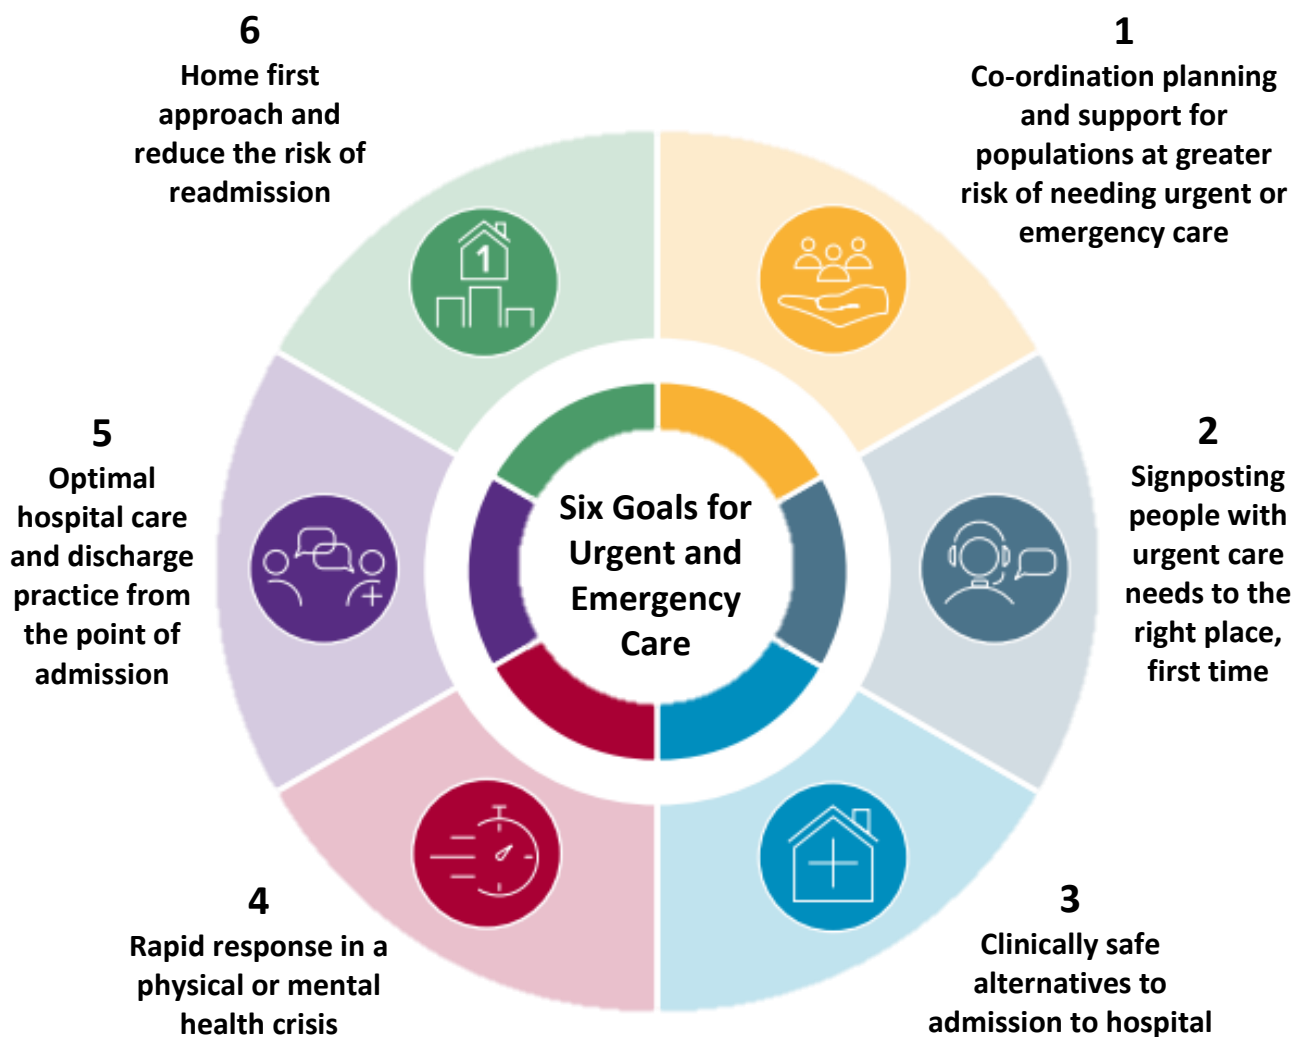 Six Goals for
Urgent and
Emergency
Care
1
Co-ordination planning
and support for
populations at greater
risk of needing urgent or
emergency care
2
Signposting
people with
urgent care
needs to the
right place,
first time
3
Clinically safe
alternatives to
admission to hospital
4
Rapid response in a
physical or mental
health crisis
5
Optimal
hospital care
and discharge
practice from
the point of
admission
6
Home first
approach and
reduce the risk of
readmission
1